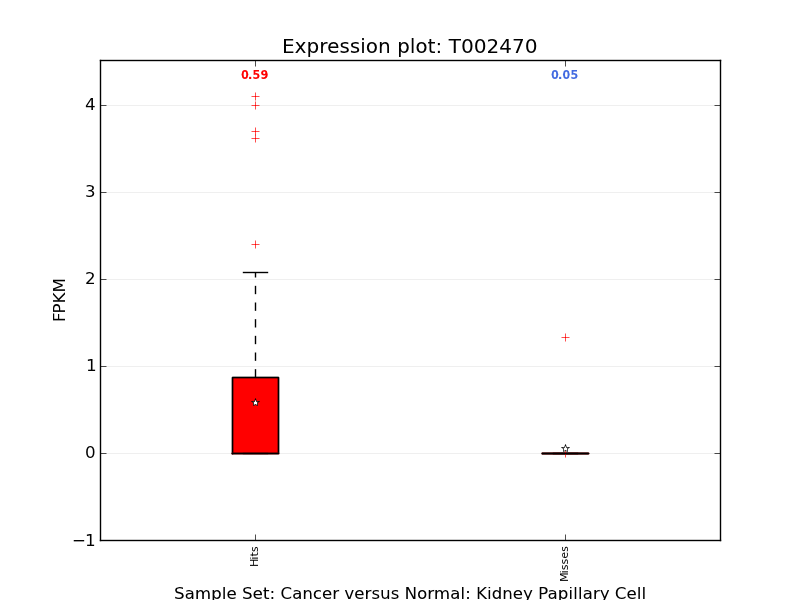 Expression plot: T002470
0.59
0.05
4
3
2
1
0
−1
FPKM
Hits
Misses
Sample Set: Cancer versus Normal: Kidney Papillary Cell